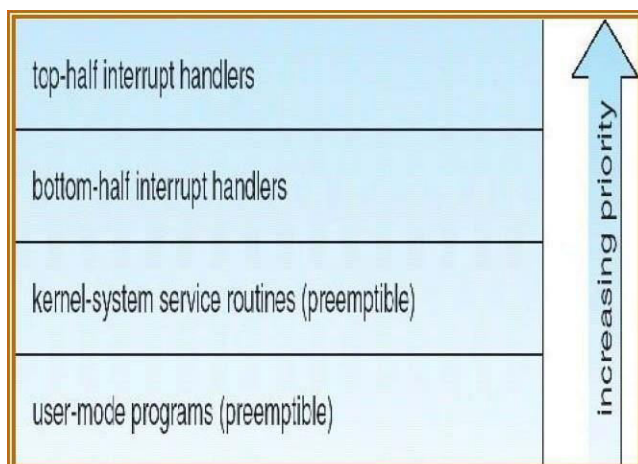 top-half interrupt handlers
bottom-half interrupt handlers
kernel-system service routines (preemptible)
user-mode programs (preemptible)
increasing priority